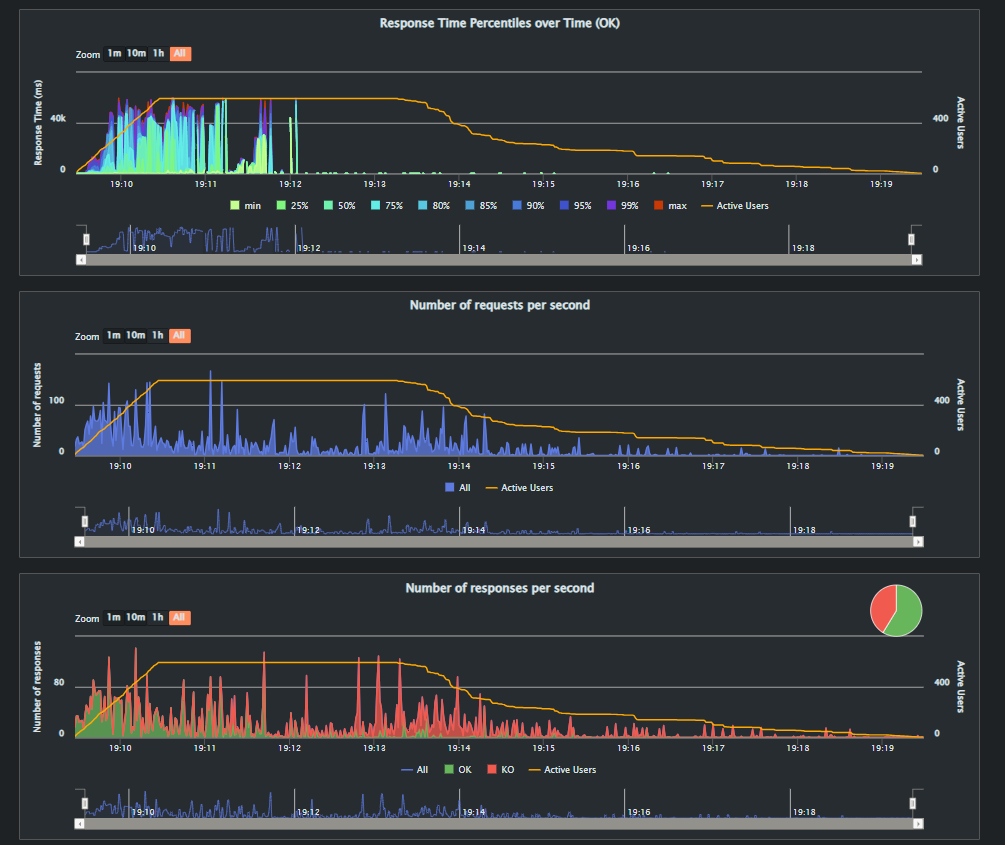 Response Time Percentiles over Time (OK)
Zoom 1m 10m 1h All
Response Time (ms)
40k
0
Active Users
400
0
19:10 19:11 19:12 19:13 19:14 19:15 19:16 19:17 19:18 19:19
min 25% 50% 75% 80% 85% 90% 95% 99% max Active Users
19:10 19:12 19:14 19:16 19:18
Number of requests per second
Zoom 1m 10m 1h All
Number of requests
100
0
Active Users
400
0
19:10 19:11 19:12 19:13 19:14 19:15 19:16 19:17 19:18 19:19
All Active Users
19:10 19:12 19:14 19:16 19:18
Number of responses per second
Zoom 1m 10m 1h All
Number of responses
80
0
Active Users
400
0
19:10 19:11 19:12 19:13 19:14 19:15 19:16 19:17 19:18 19:19
All OK KO Active Users
19:10 19:12 19:14 19:16 19:18